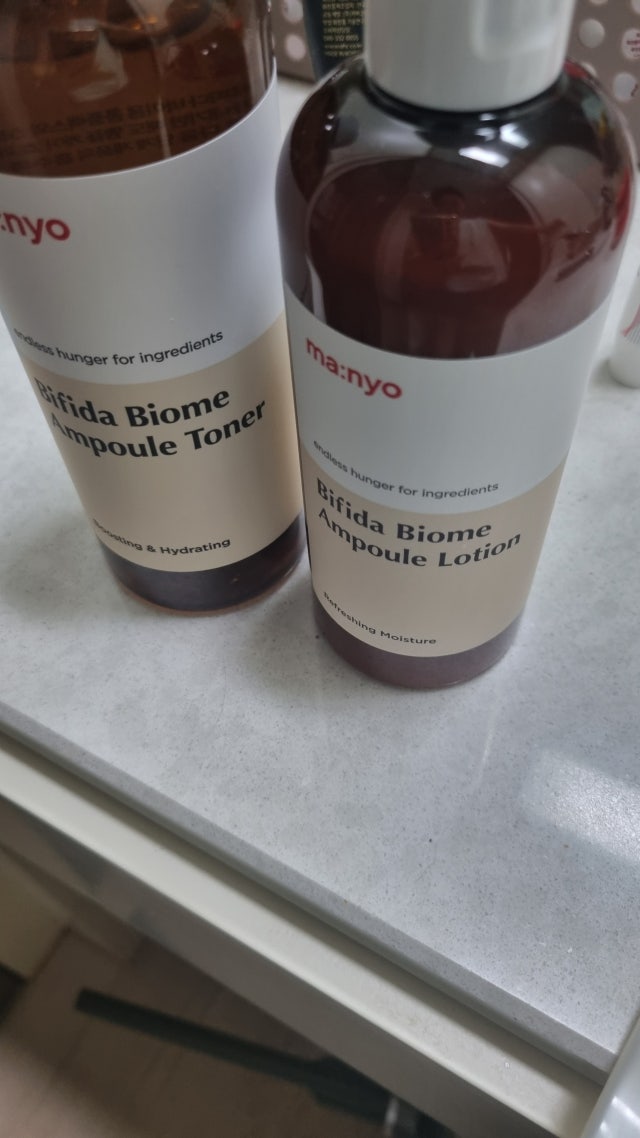 :nyo
endless hunger for ingredients
Bifida Biome
Ampoule Toner
Boosting & Hydrating
ma:nyo
endless hunger for ingredients
Bifida Biome
Ampoule Lotion
Refreshing Moisture